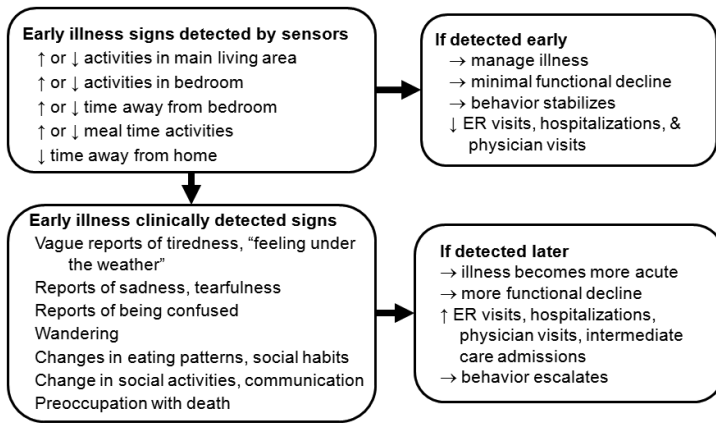 Early illness signs detected by sensors
↑ or ↓ activities in main living area
↑ or ↓ activities in bedroom
↑ or ↓ time away from bedroom
↑ or ↓ meal time activities
↓ time away from home
If detected early
→ manage illness
→ minimal functional decline
→ behavior stabilizes
↓ ER visits, hospitalizations, &
physician visits
Early illness clinically detected signs
Vague reports of tiredness, “feeling under
the weather”
Reports of sadness, tearfulness
Reports of being confused
Wandering
Changes in eating patterns, social habits
Change in social activities, communication
Preoccupation with death
If detected later
→ illness becomes more acute
→ more functional decline
↑ ER visits, hospitalizations,
physician visits, intermediate
care admissions
→ behavior escalates